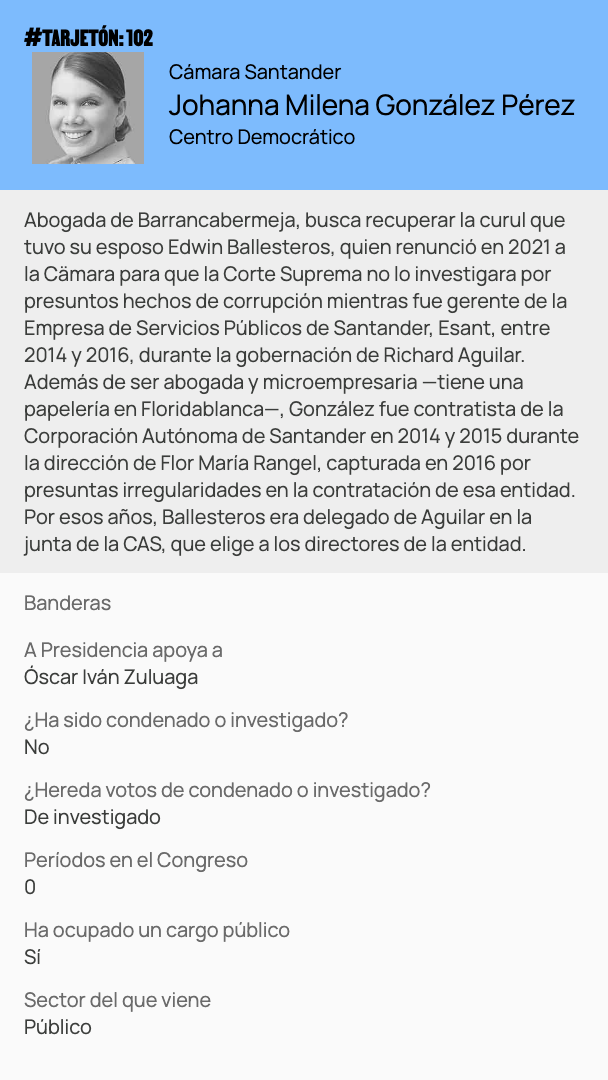 #TARJETÓN: 102
Cámara Santander
Johanna Milena González Pérez
Centro Democrático
Abogada de Barrancabermeja, busca recuperar la curul que
tuvo su esposo Edwin Ballesteros, quien renunció en 2021 a
la Cämara para que la Corte Suprema no lo investigara por
presuntos hechos de corrupción mientras fue gerente de la
Empresa de Servicios Públicos de Santander, Esant, entre
2014 y 2016, durante la gobernación de Richard Aguilar.
Además de ser abogada y microempresaria —tiene una
papelería en Floridablanca—, González fue contratista de la
Corporación Autónoma de Santander en 2014 y 2015 durante
la dirección de Flor María Rangel, capturada en 2016 por
presuntas irregularidades en la contratación de esa entidad.
Por esos años, Ballesteros era delegado de Aguilar en la
junta de la CAS, que elige a los directores de la entidad.
Banderas
A Presidencia apoya a
Óscar Iván Zuluaga
¿Ha sido condenado o investigado?
No
¿Hereda votos de condenado o investigado?
De investigado
Períodos en el Congreso
0
Ha ocupado un cargo público
Sí
Sector del que viene
Público